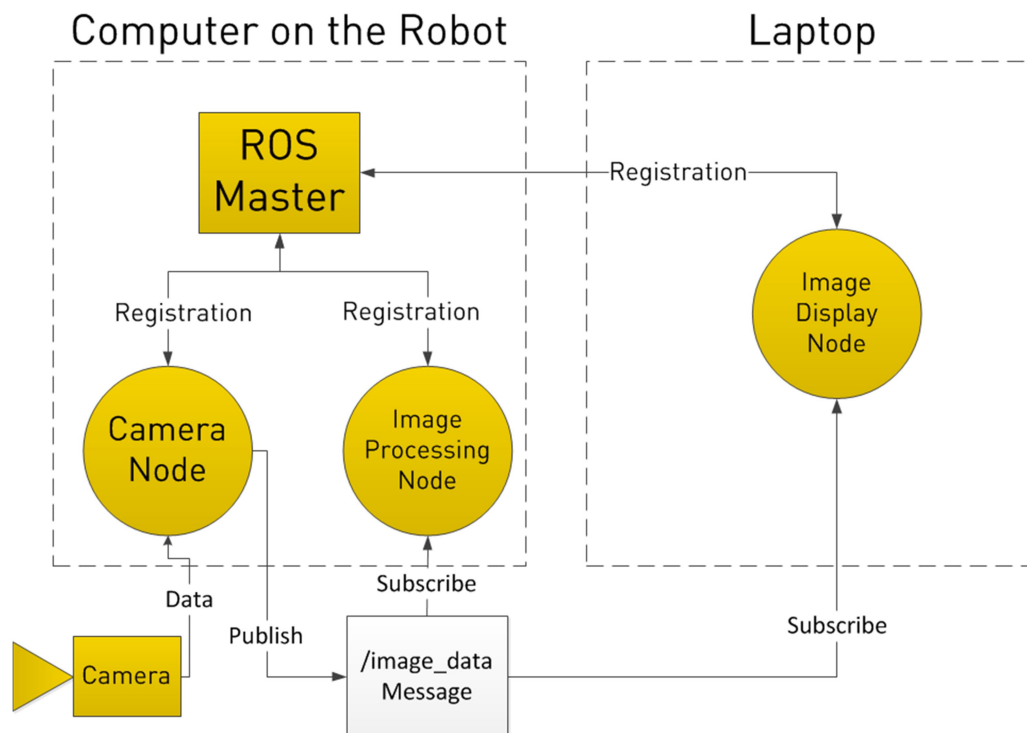 Computer on the Robot
Laptop
ROS
Master
Registration
Registration
Registration
Image
Display
Node
Camera
Node
Image
Processing
Node
Data
Subscribe
Publish
Subscribe
Camera
/image_data
Message